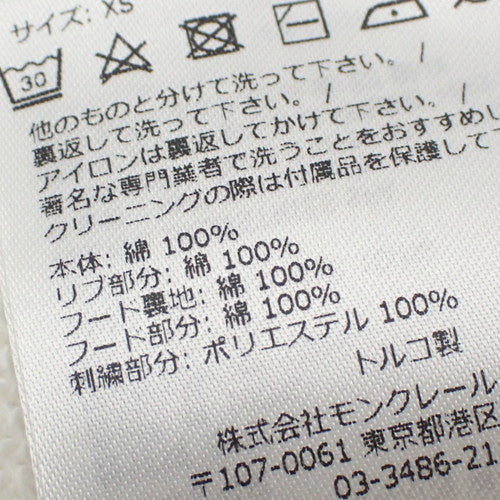 サイズ: XS
30
他のものと分けて洗って下さい。 /
裏返して洗って下さい。 /
アイロンは裏返してかけて下さい。 /
著名な専門業者で洗うことをおすすめい
クリーニングの際は付属品を保護して
本体: 綿 100%
リブ部分: 綿 100%
フード裏地: 綿 100%
フード部分: 綿 100%
刺繍部分: ポリエステル 100%
トルコ製
株式会社モンクレール
〒107-0061 東京都港区
03-3486-21